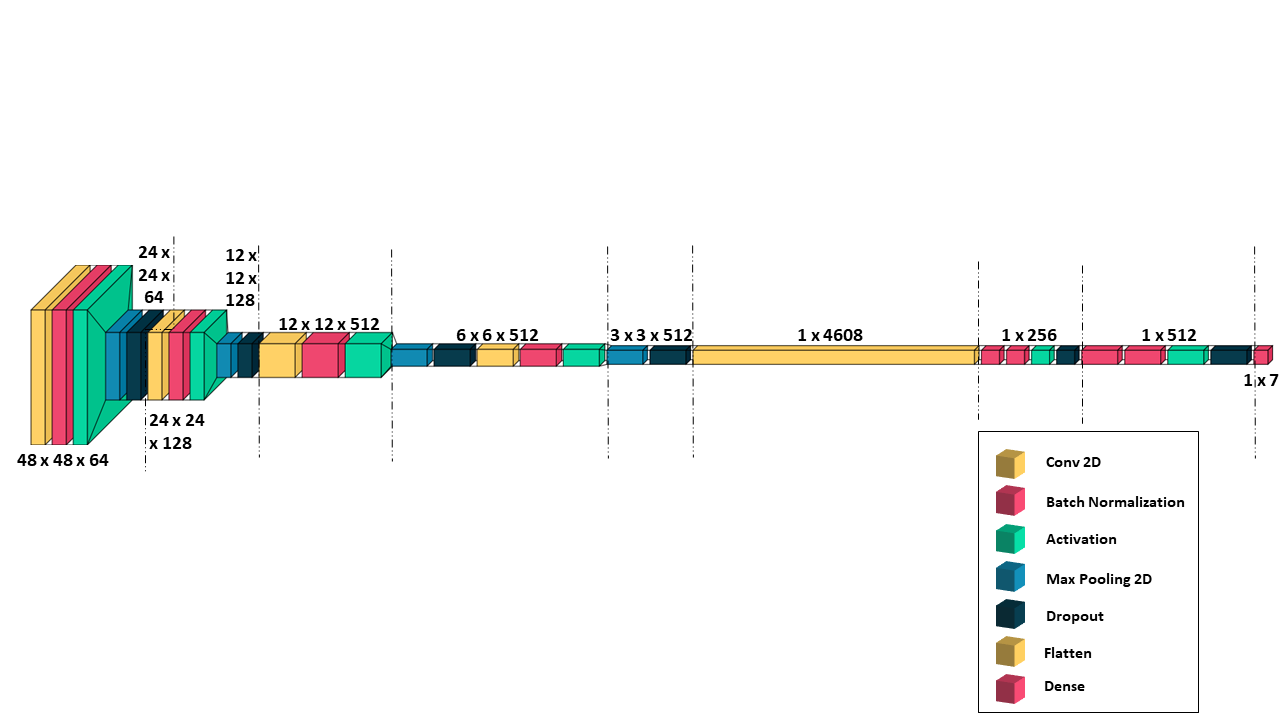 24 x
24 x
64
12 x
12 x
128
12 x 12 x 512
6 x 6 x 512
3 x 3 x 512
1 x 4608
1 x 256
1 x 512
1 x 7
24 x 24
x 128
48 x 48 x 64
Conv 2D
Batch Normalization
Activation
Max Pooling 2D
Dropout
Flatten
Dense